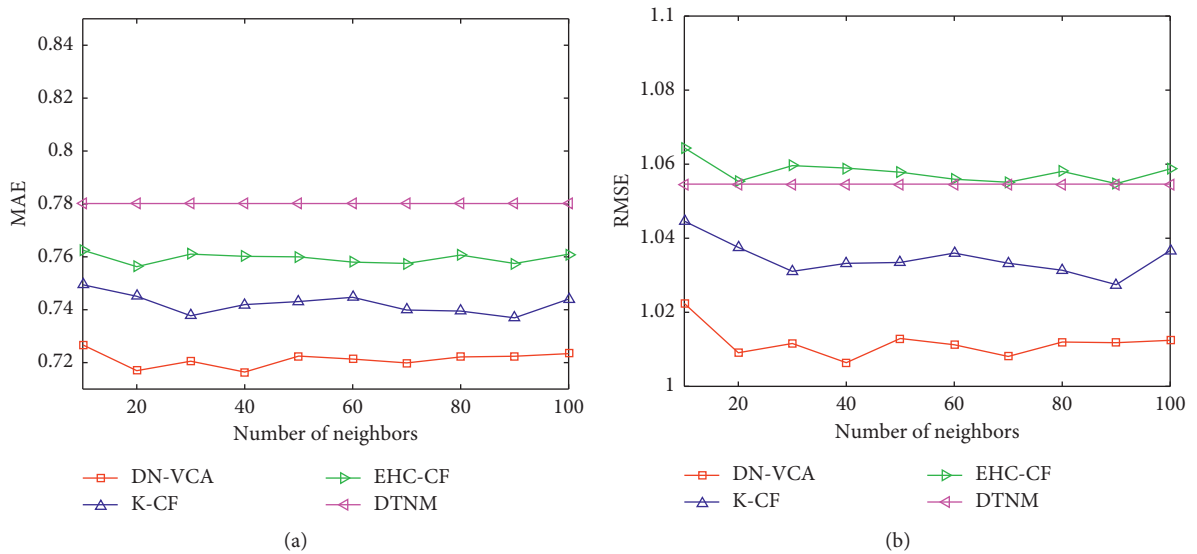 0.84
0.82
0.8
0.78
0.76
0.74
0.72
MAE
20 40 60 80 100
Number of neighbors
DN-VCA EHC-CF
K-CF DTNM
(a)
1.1
1.08
1.06
1.04
1.02
1
RMSE
20 40 60 80 100
Number of neighbors
DN-VCA EHC-CF
K-CF DTNM
(b)